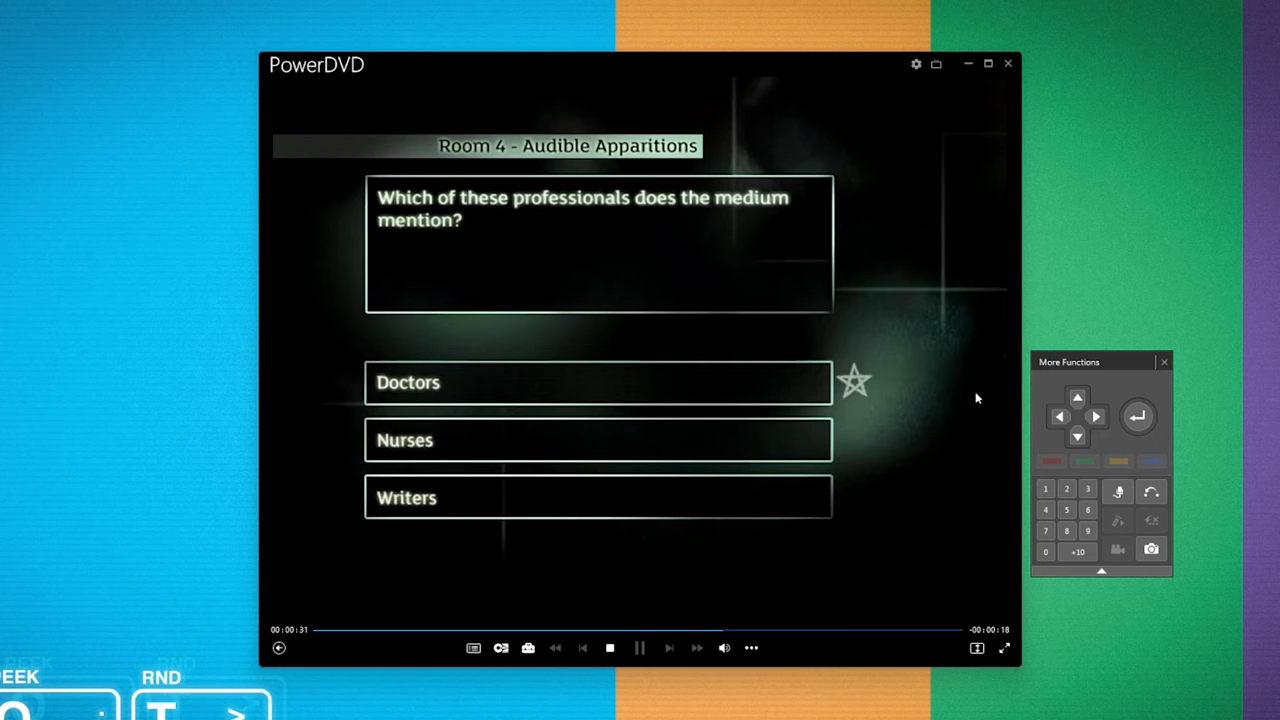 PowerDVD
Room 4 - Audible Apparitions
Which of these professionals does the medium
mention?
Doctors
Nurses
Writers
More Functions
1 2 3
4 5 6
7 8 9
0 +10
00:00:31
-00:00:18
EEK
RND
T >